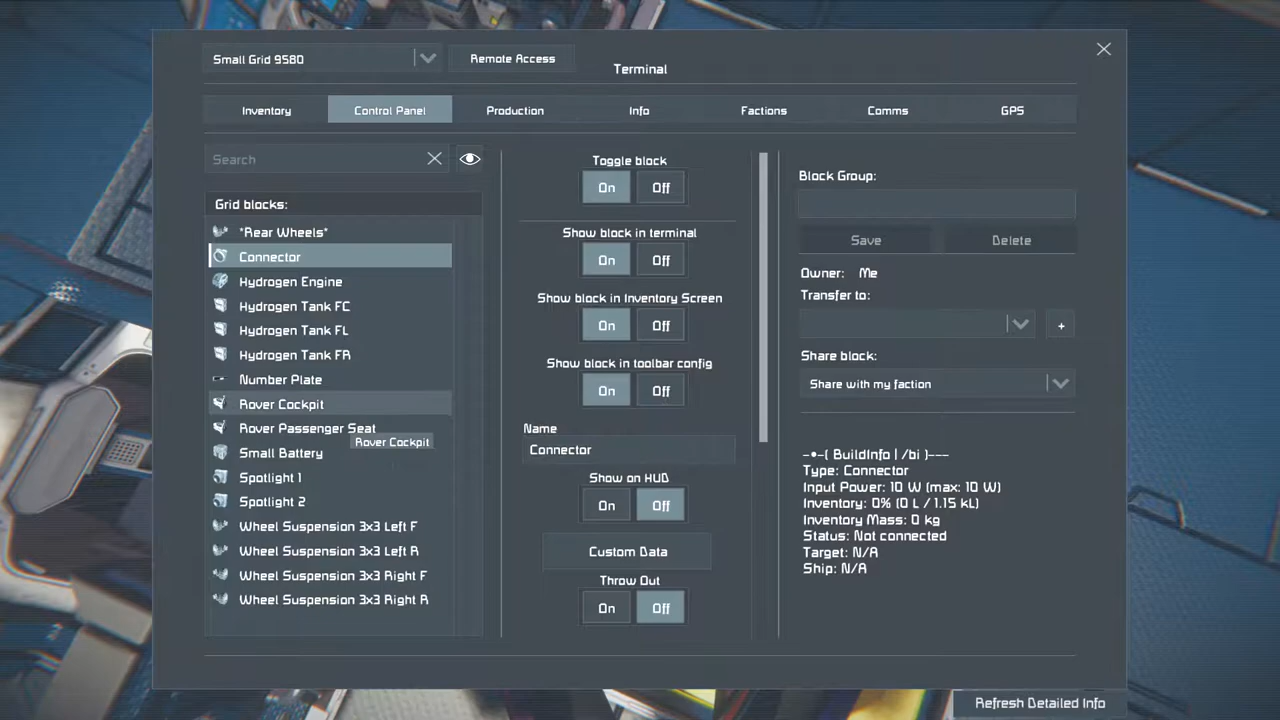 Small Grid 9580
Remote Access
Terminal
Inventory
Control Panel
Production
Info
Factions
Comms
GPS
Search
Grid blocks:
*Rear Wheels*
Connector
Hydrogen Engine
Hydrogen Tank FC
Hydrogen Tank FL
Hydrogen Tank FR
Number Plate
Rover Cockpit
Rover Passenger Seat
Rover Cockpit
Small Battery
Spotlight 1
Spotlight 2
Wheel Suspension 3x3 Left F
Wheel Suspension 3x3 Left R
Wheel Suspension 3x3 Right F
Wheel Suspension 3x3 Right R
Toggle block
On Off
Show block in terminal
On Off
Show block in Inventory Screen
On Off
Show block in toolbar config
On Off
Name
Connector
Show on HUD
On Off
Custom Data
Throw Out
On Off
Block Group:
Save
Delete
Owner: Me
Transfer to:
+
Share block:
Share with my faction
-•-( BuildInfo | /bi )---
Type: Connector
Input Power: 10 W (max: 10 W)
Inventory: 0% (0 L / 1.15 kL)
Inventory Mass: 0 kg
Status: Not connected
Target: N/A
Ship: N/A
Refresh Detailed Info